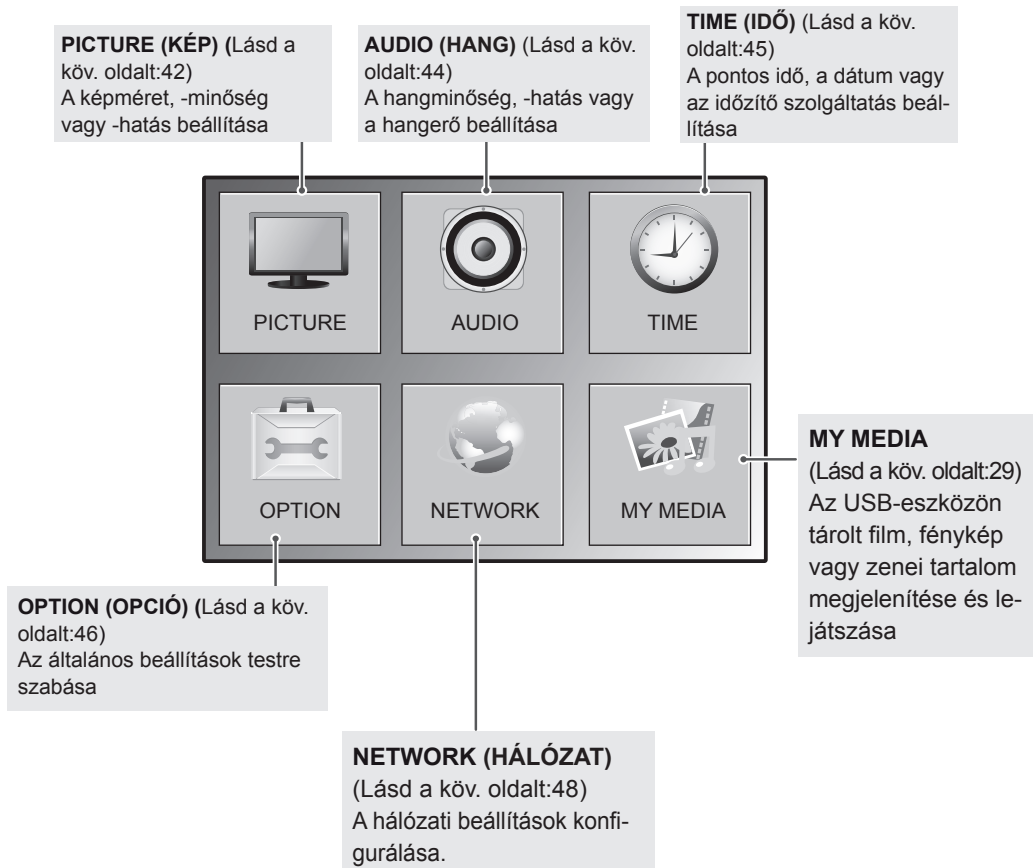 PICTURE (KÉP) (Lásd a
köv. oldalt:42)
A képméret, -minőség
vagy -hatás beállítása
AUDIO (HANG) (Lásd a köv.
oldalt:44)
A hangminőség, -hatás vagy
a hangerő beállítása
TIME (IDŐ) (Lásd a köv.
oldalt:45)
A pontos idő, a dátum vagy
az időzítő szolgáltatás beál-
lítása
PICTURE
AUDIO
TIME
OPTION
NETWORK
MY MEDIA
MY MEDIA
(Lásd a köv. oldalt:29)
Az USB-eszközön
tárolt film, fénykép
vagy zenei tartalom
megjelenítése és le-
játszása
OPTION (OPCIÓ) (Lásd a köv.
oldalt:46)
Az általános beállítások testre
szabása
NETWORK (HÁLÓZAT)
(Lásd a köv. oldalt:48)
A hálózati beállítások konfi-
gurálása.